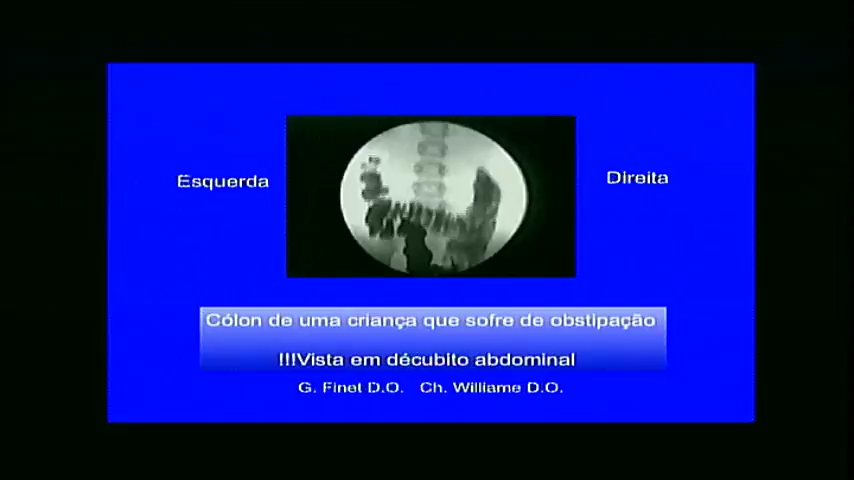 Esquerda
Direita
Cólon de uma criança que sofre de obstipação
!!!Vista em décubito abdominal
G. Finet D.O. Ch. Williame D.O.